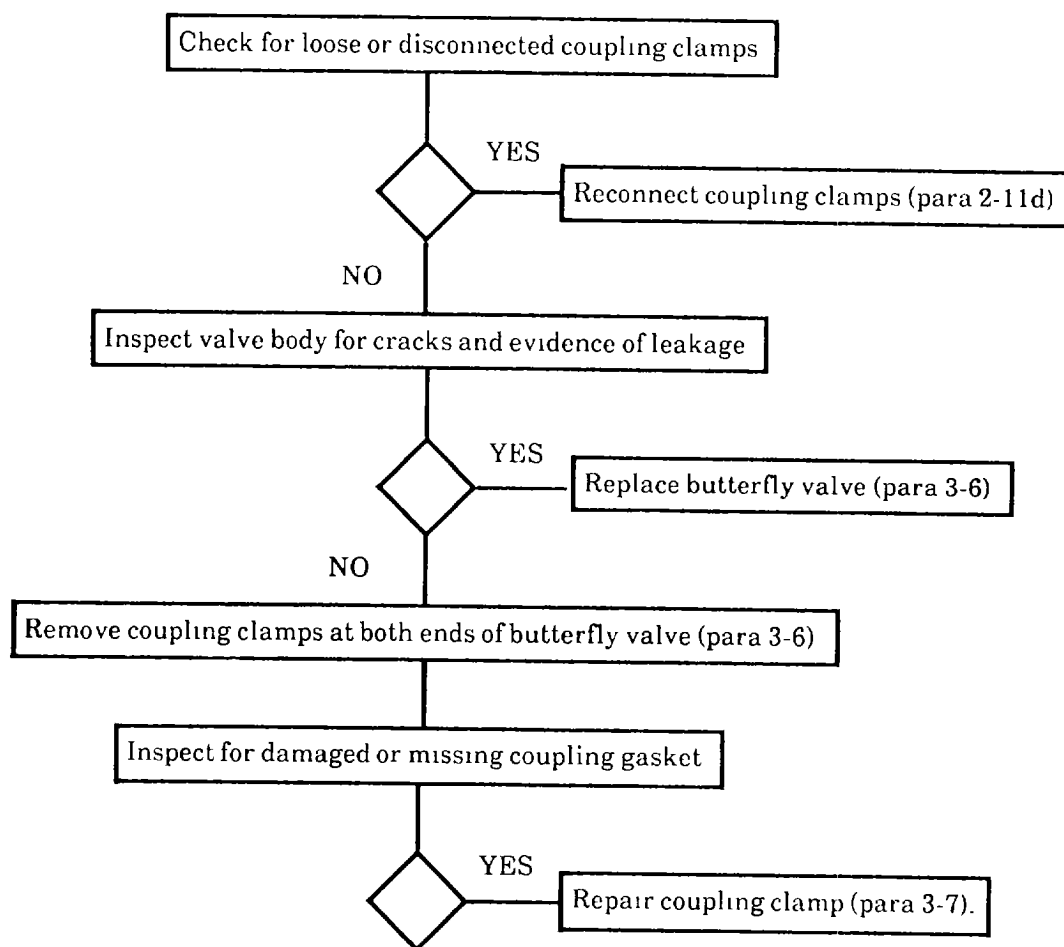 Check for loose or disconnected coupling clamps
YES
Reconnect coupling clamps (para 2-11d)
NO
Inspect valve body for cracks and evidence of leakage
YES
Replace butterfly valve (para 3-6)
NO
Remove coupling clamps at both ends of butterfly valve (para 3-6)
Inspect for damaged or missing coupling gasket
YES
Repair coupling clamp (para 3-7).